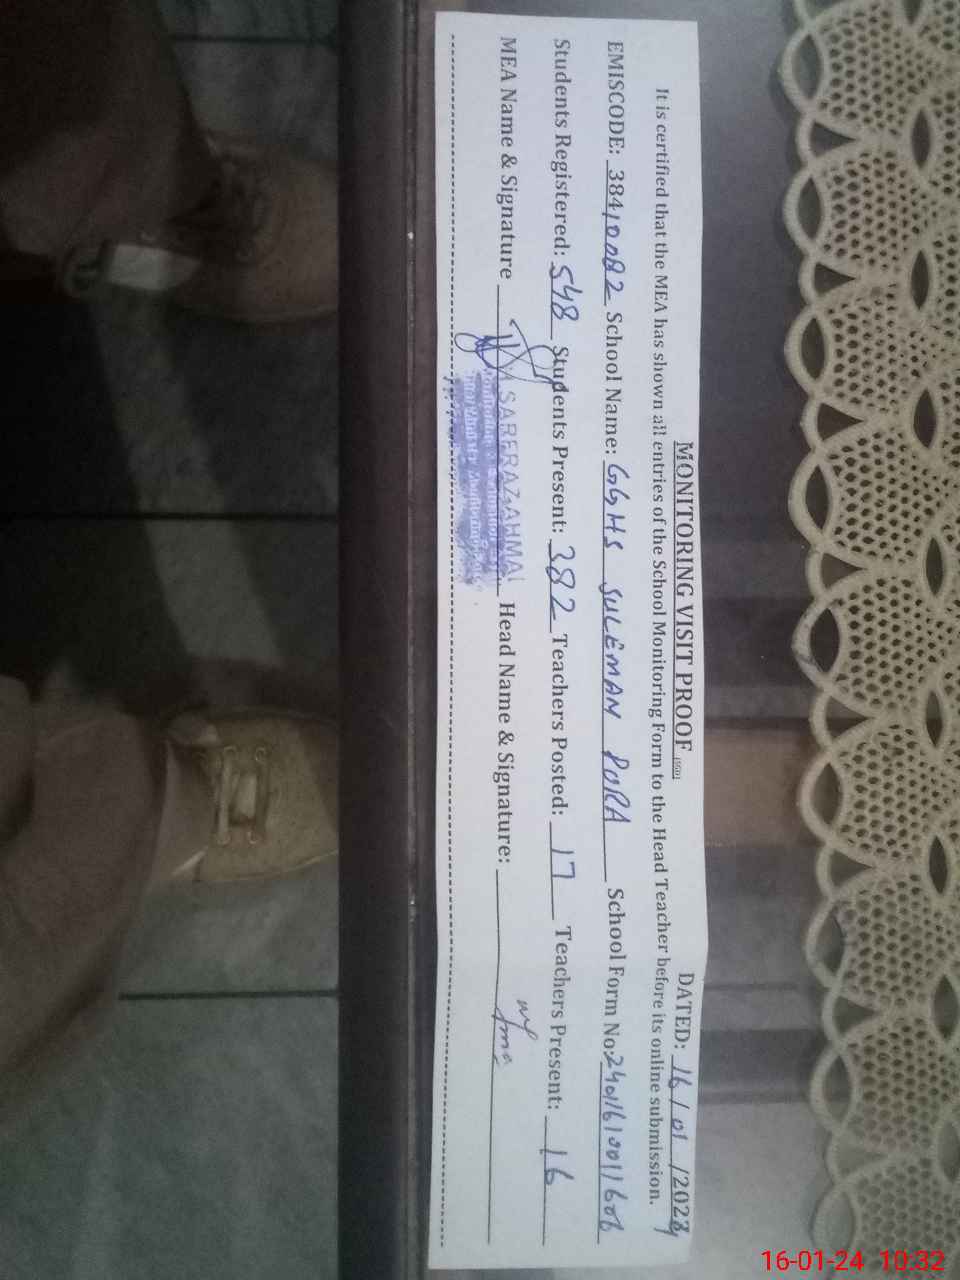 MONITORING VISIT PROOF DATED: 16/01/2024
It is certified that the MEA has shown all entries of the School Monitoring Form to the Head Teacher before its online submission.
EMISCODE: 38410082 School Name: GGHS SULEMAN PURA School Form No: 2401161001160
Students Registered: 548 Students Present: 382 Teachers Posted: 17 Teachers Present: 16
MEA Name & Signature SARFRAZ AHMA Head Name & Signature:
16-01-24 10:32